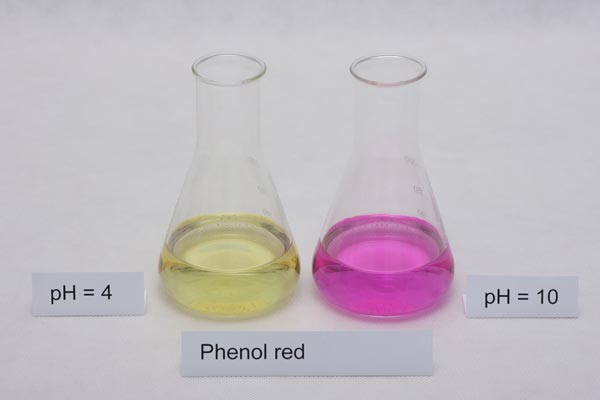 pH = 4
pH = 10
Phenol red